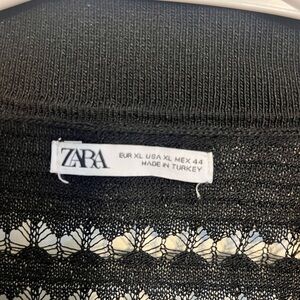 ZARA
EUR XL USA XL MEX 44
MADE IN TURKEY